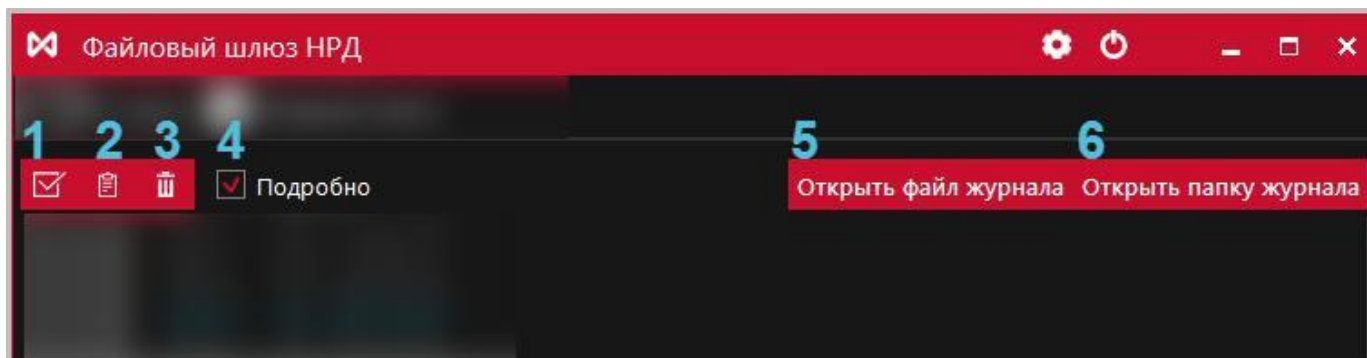 Файловый шлюз НРД
1 2 3 4 5 6
Подробно Открыть файл журнала Открыть папку журнала